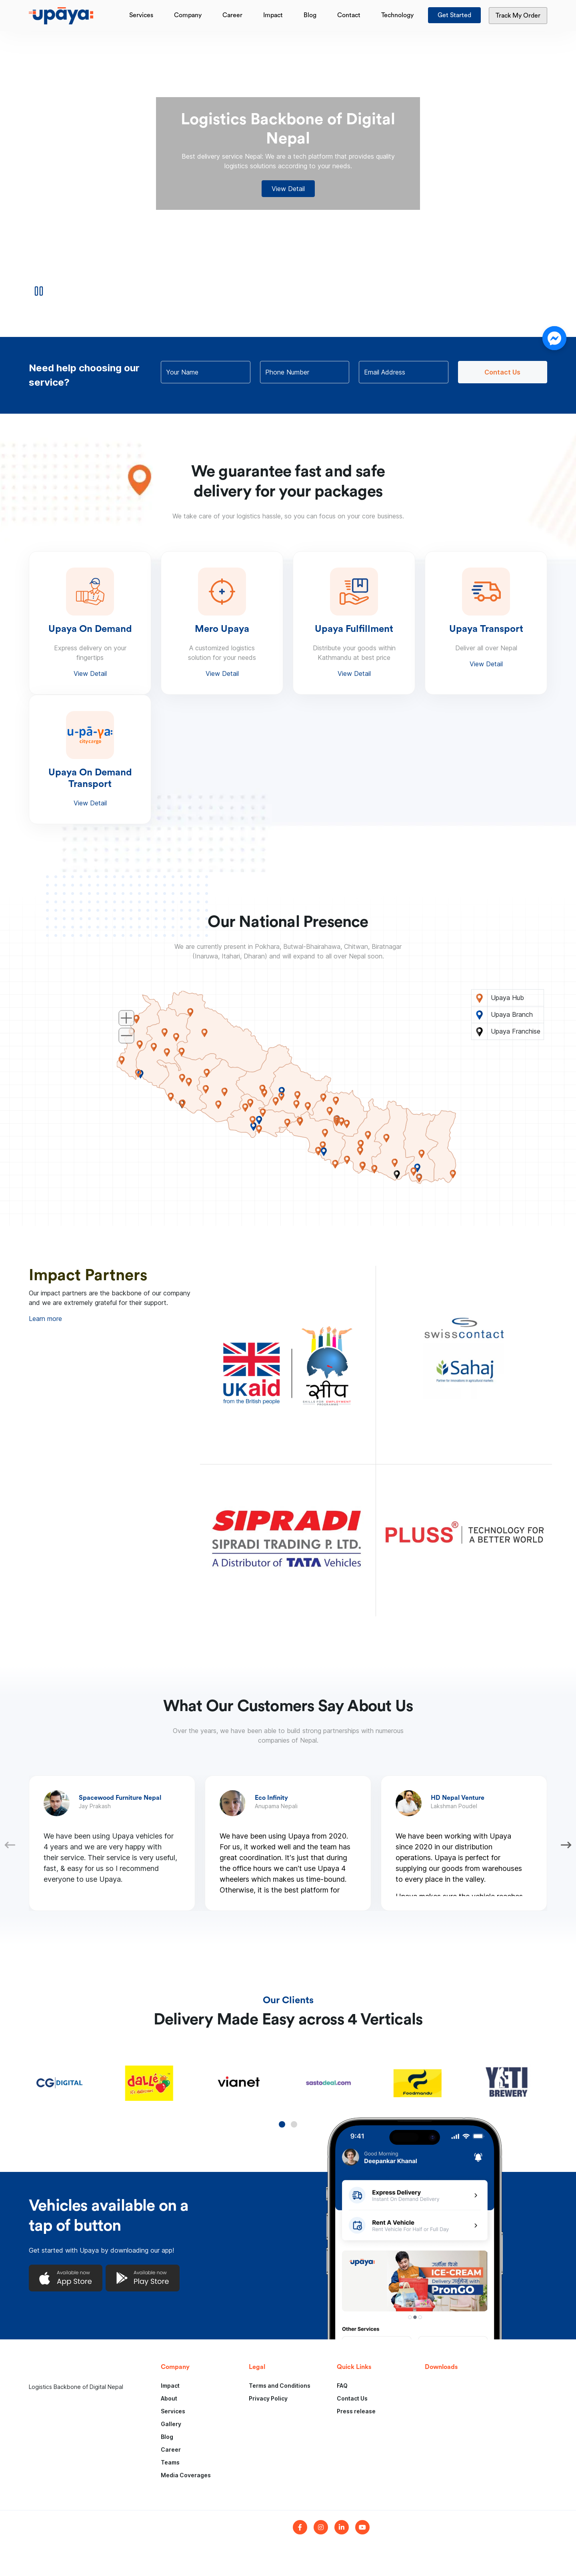 upaya:
Services
Company
Career
Impact
Blog
Contact
Technology
Get Started
Track My Order
Logistics Backbone of Digital
Nepal
Best delivery service Nepal: We are a tech platform that provides quality
logistics solutions according to your needs.
View Detail
Need help choosing our
service?
Your Name
Phone Number
Email Address
Contact Us
We guarantee fast and safe
delivery for your packages
We take care of your logistics hassle, so you can focus on your core business.
Upaya On Demand
Express delivery on your
fingertips
View Detail
Mero Upaya
A customized logistics
solution for your needs
View Detail
Upaya Fulfillment
Distribute your goods within
Kathmandu at best price
View Detail
Upaya Transport
Deliver all over Nepal
View Detail
u-pā-ya:
citycargo
Upaya On Demand
Transport
View Detail
Our National Presence
We are currently present in Pokhara, Butwal-Bhairahawa, Chitwan, Biratnagar
(Inaruwa, Itahari, Dharan) and will expand to all over Nepal soon.
Upaya Hub
Upaya Branch
Upaya Franchise
Impact Partners
Our impact partners are the backbone of our company
and we are extremely grateful for their support.
Learn more
UKaid
from the British people
सीप
SKILLS FOR EMPLOYMENT
PROGRAMME
swisscontact
Sahaj
SIPRADI
SIPRADI TRADING P. LTD.
A Distributor of TATA Vehicles
PLUSS®
TECHNOLOGY FOR
A BETTER WORLD
What Our Customers Say About Us
Over the years, we have been able to build strong partnerships with numerous
companies of Nepal.
Spacewood Furniture Nepal
Jay Prakash
We have been using Upaya vehicles for
4 years and we are very happy with
their service. Their service is very useful,
fast, & easy for us so I recommend
everyone to use Upaya.
Eco Infinity
Anupama Nepali
We have been using Upaya from 2020.
For us, it worked well and the team has
great coordination. It's just that during
the office hours we can't use Upaya 4
wheelers which makes us time-bound.
Otherwise, it is the best platform for
HD Nepal Venture
Lakshman Poudel
We have been working with Upaya
since 2020 in our distribution
operations. Upaya is perfect for
supplying our goods from warehouses
to every place in the valley.
Upaya makes sure the vehicle reaches
Our Clients
Delivery Made Easy across 4 Verticals
CG|DIGITAL
dallé
vianet
sastodeal.com
Foodmandu
YETI
BREWERY
9:41
Good Morning
Deepankar Khanal
Express Delivery
Instant On Demand Delivery
Rent A Vehicle
Rent Vehicle For Half or Full Day
upaya:
ICE-CREAM
Delivery
PronGO
Other Services
Vehicles available on a
tap of button
Get started with Upaya by downloading our app!
Available now
App Store
Available now
Play Store
Logistics Backbone of Digital Nepal
Company
Impact
About
Services
Gallery
Blog
Career
Teams
Media Coverages
Legal
Terms and Conditions
Privacy Policy
Quick Links
FAQ
Contact Us
Press release
Downloads